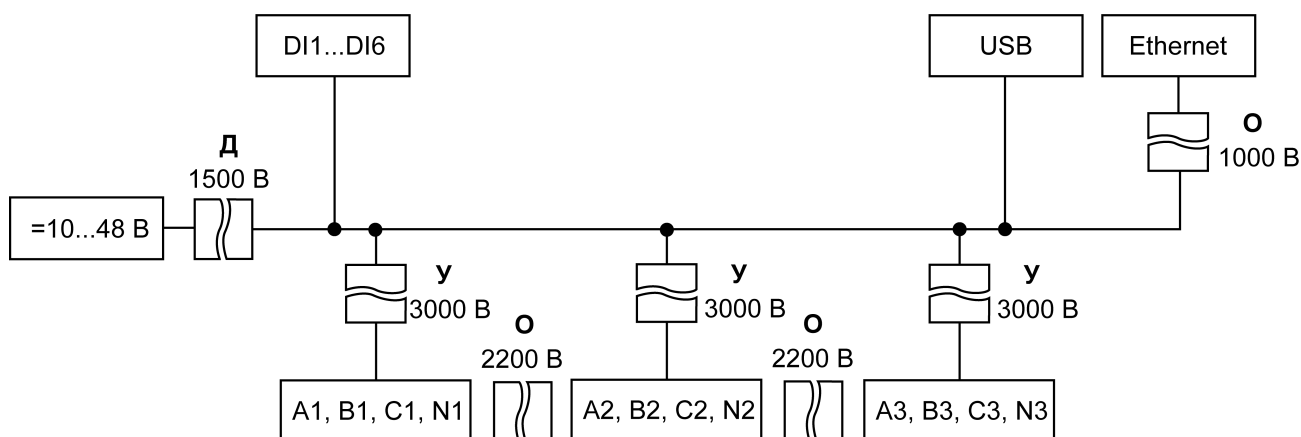 DI1...DI6
USB
Ethernet
Д
1500 В
О
1000 В
=10...48 В
У
3000 В
У
3000 В
У
3000 В
О
2200 В
О
2200 В
A1, B1, C1, N1
A2, B2, C2, N2
A3, B3, C3, N3